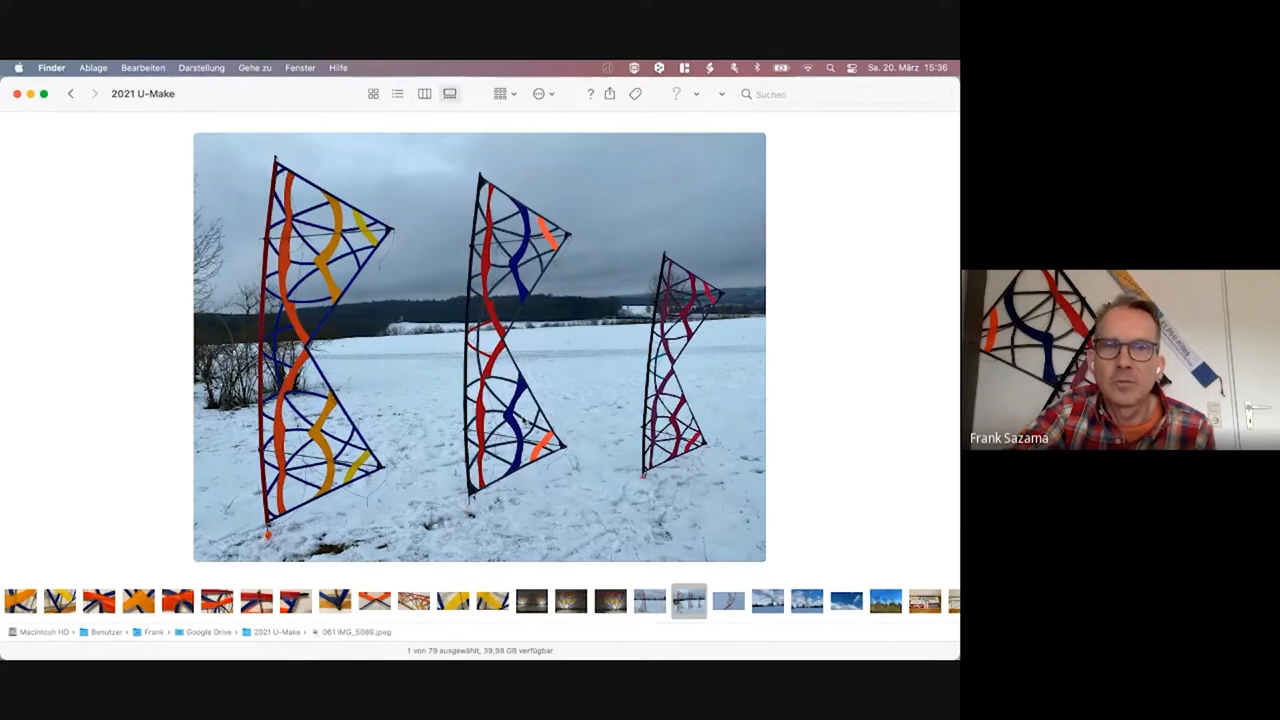 Finder Ablage Bearbeiten Darstellung Gehe zu Fenster Hilfe Sa. 20. März 15:36
2021 U-Make
? ? Suchen
Frank Sazama
Macintosh HD › Benutzer › Frank › Google Drive › 2021 U-Make › 061 IMG_5089.jpeg
1 von 79 ausgewählt, 39,98 GB verfügbar